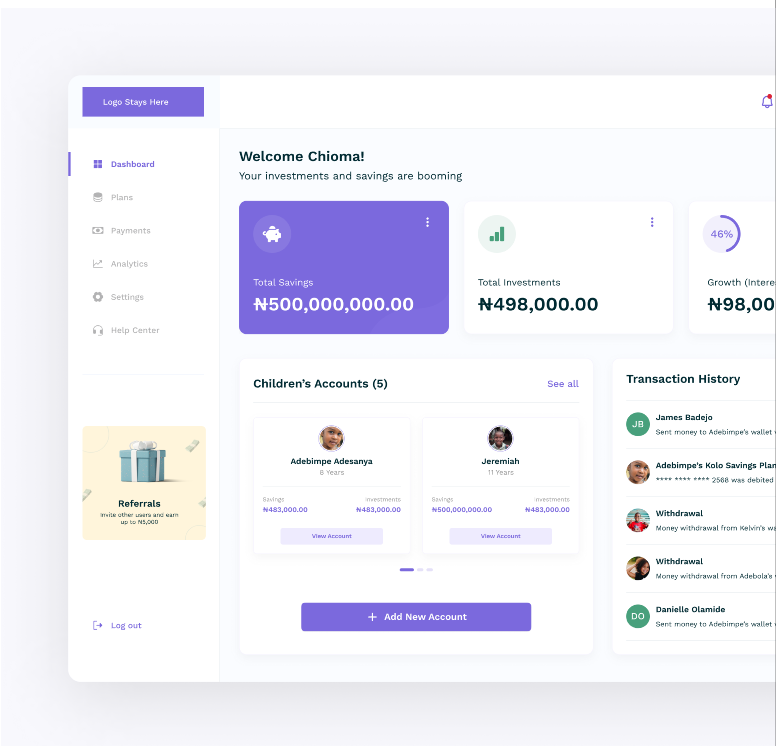 Logo Stays Here
Dashboard
Plans
Payments
Analytics
Settings
Help Center
Referrals
Invite other users and earn
up to ₦5,000
Log out
Welcome Chioma!
Your investments and savings are booming
Total Savings
₦500,000,000.00
Total Investments
₦498,000.00
46%
Growth (Intere
₦98,00
Children’s Accounts (5)
See all
Adebimpe Adesanya
8 Years
Savings
Investments
₦483,000.00
₦483,000.00
View Account
Jeremiah
11 Years
Savings
Investments
₦500,000,000.00
₦483,000.00
View Account
+ Add New Account
Transaction History
JB
James Badejo
Sent money to Adebimpe’s wallet
Adebimpe’s Kolo Savings Plan
**** **** **** 2568 was debited
Withdrawal
Money withdrawal from Kelvin’s wa
Withdrawal
Money withdrawal from Adebola’s
DO
Danielle Olamide
Sent money to Adebimpe’s wallet